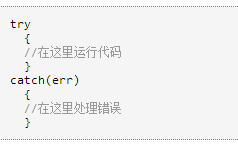 try
  {
  //在这里运行代码
  }
catch(err)
  {
  //在这里处理错误
  }